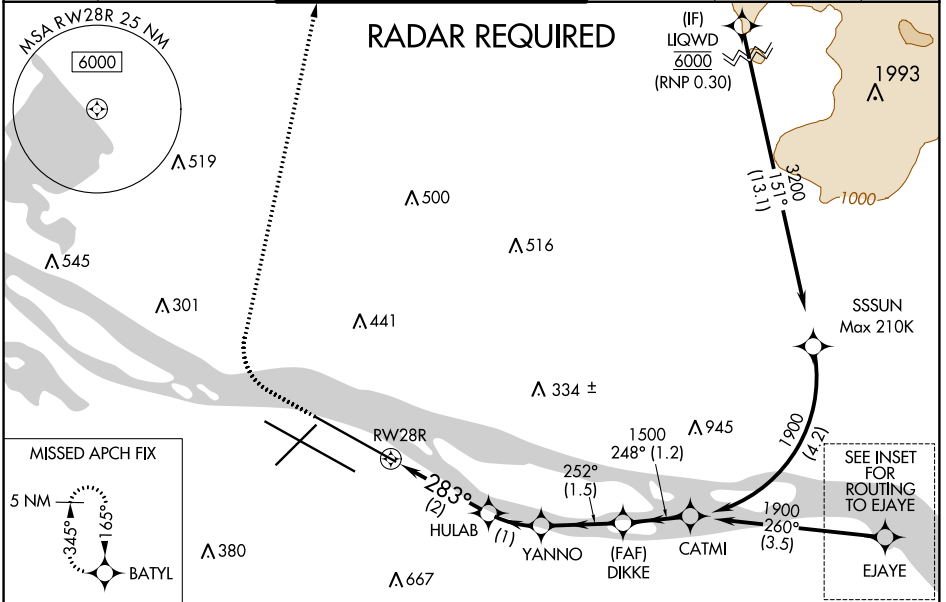 MSA RW28R 25 NM
6000
RADAR REQUIRED
(IF)
LIQWD
6000
(RNP 0.30)
1993
519
500
3200
151°
(13.1)
1000
516
545
301
441
SSSUN
Max 210K
334 ±
945
1900
(4.2)
RW28R
1500
248° (1.2)
252°
(1.5)
283°
(2)
HULAB
(1)
YANNO
(FAF)
DIKKE
CATMI
SEE INSET
FOR
ROUTING
TO EJAYE
1900
260°
(3.5)
EJAYE
MISSED APCH FIX
5 NM
345°
165°
BATYL
380
667